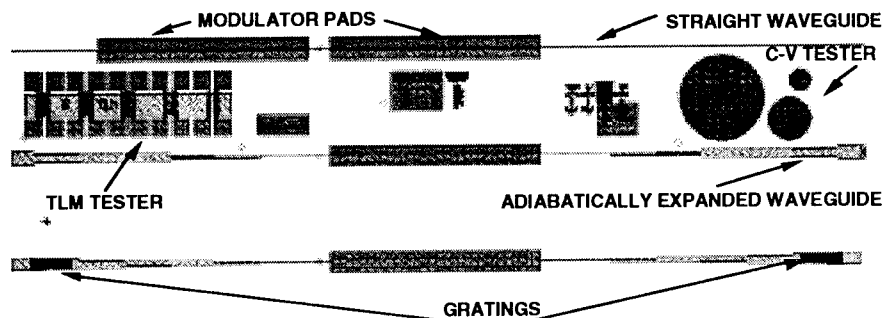 MODULATOR PADS
STRAIGHT WAVEGUIDE
C-V TESTER
TLM TESTER
ADIABATICALLY EXPANDED WAVEGUIDE
GRATINGS